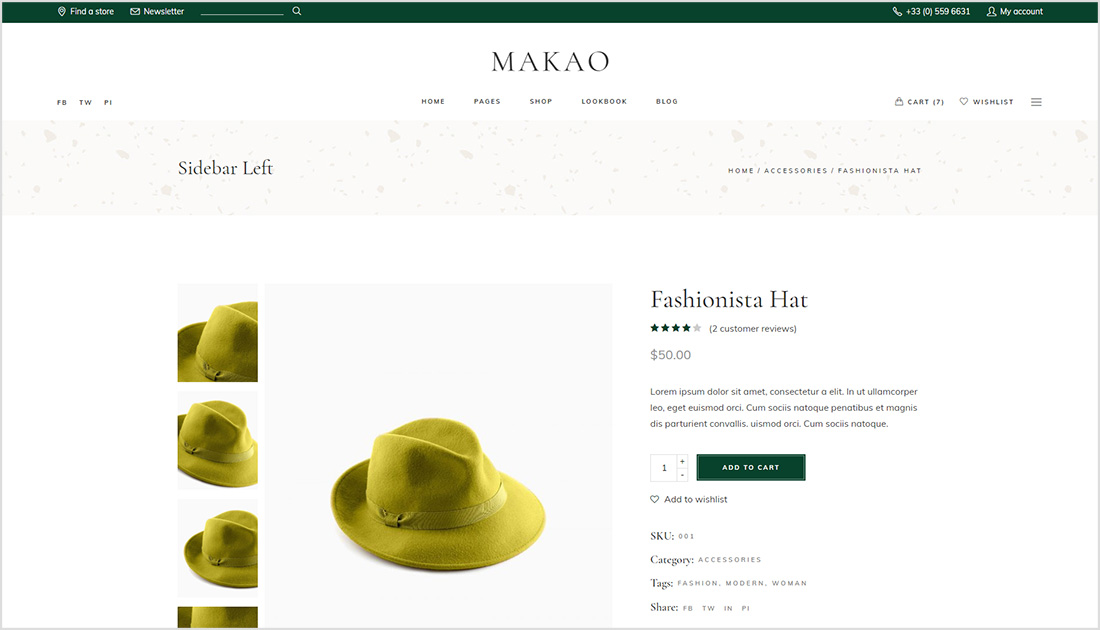 Find a store Newsletter +33 (0) 559 6631 My account
MAKAO
FB TW PI HOME PAGES SHOP LOOKBOOK BLOG CART (7) WISHLIST
Sidebar Left
HOME / ACCESSORIES / FASHIONISTA HAT
Fashionista Hat
(2 customer reviews)
$50.00
Lorem ipsum dolor sit amet, consectetur a elit. In ut ullamcorper
leo, eget euismod orci. Cum sociis natoque penatibus et magnis
dis parturient convallis. uismod orci. Cum sociis natoque.
1 + - ADD TO CART
Add to wishlist
SKU: 001
Category: ACCESSORIES
Tags: FASHION, MODERN, WOMAN
Share: FB TW IN PI